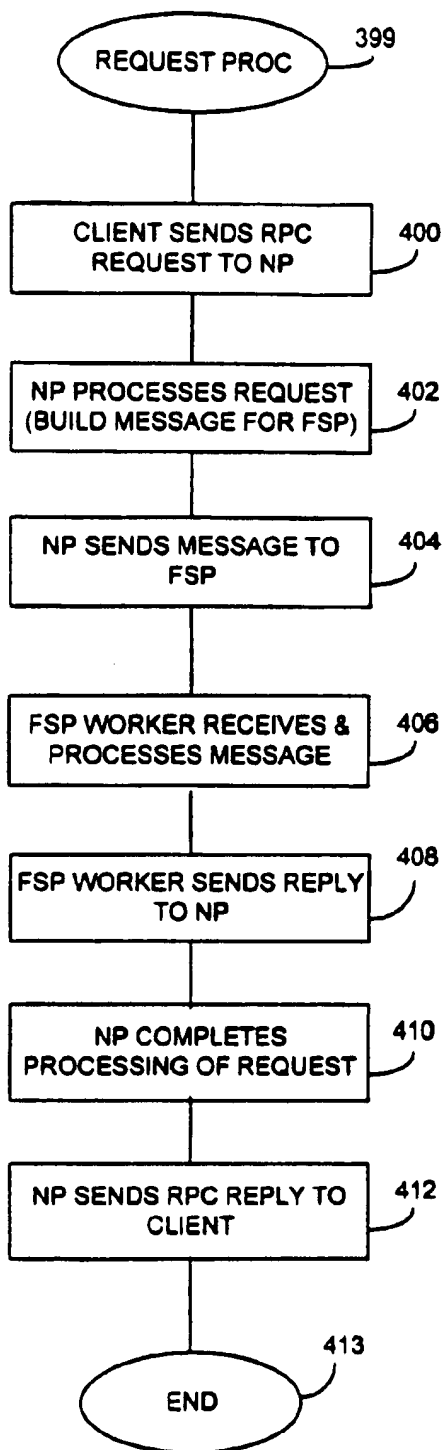 REQUEST PROC
399
CLIENT SENDS RPC
REQUEST TO NP
400
NP PROCESSES REQUEST
(BUILD MESSAGE FOR FSP)
402
NP SENDS MESSAGE TO
FSP
404
FSP WORKER RECEIVES &
PROCESSES MESSAGE
406
FSP WORKER SENDS REPLY
TO NP
408
NP COMPLETES
PROCESSING OF REQUEST
410
NP SENDS RPC REPLY TO
CLIENT
412
END
413